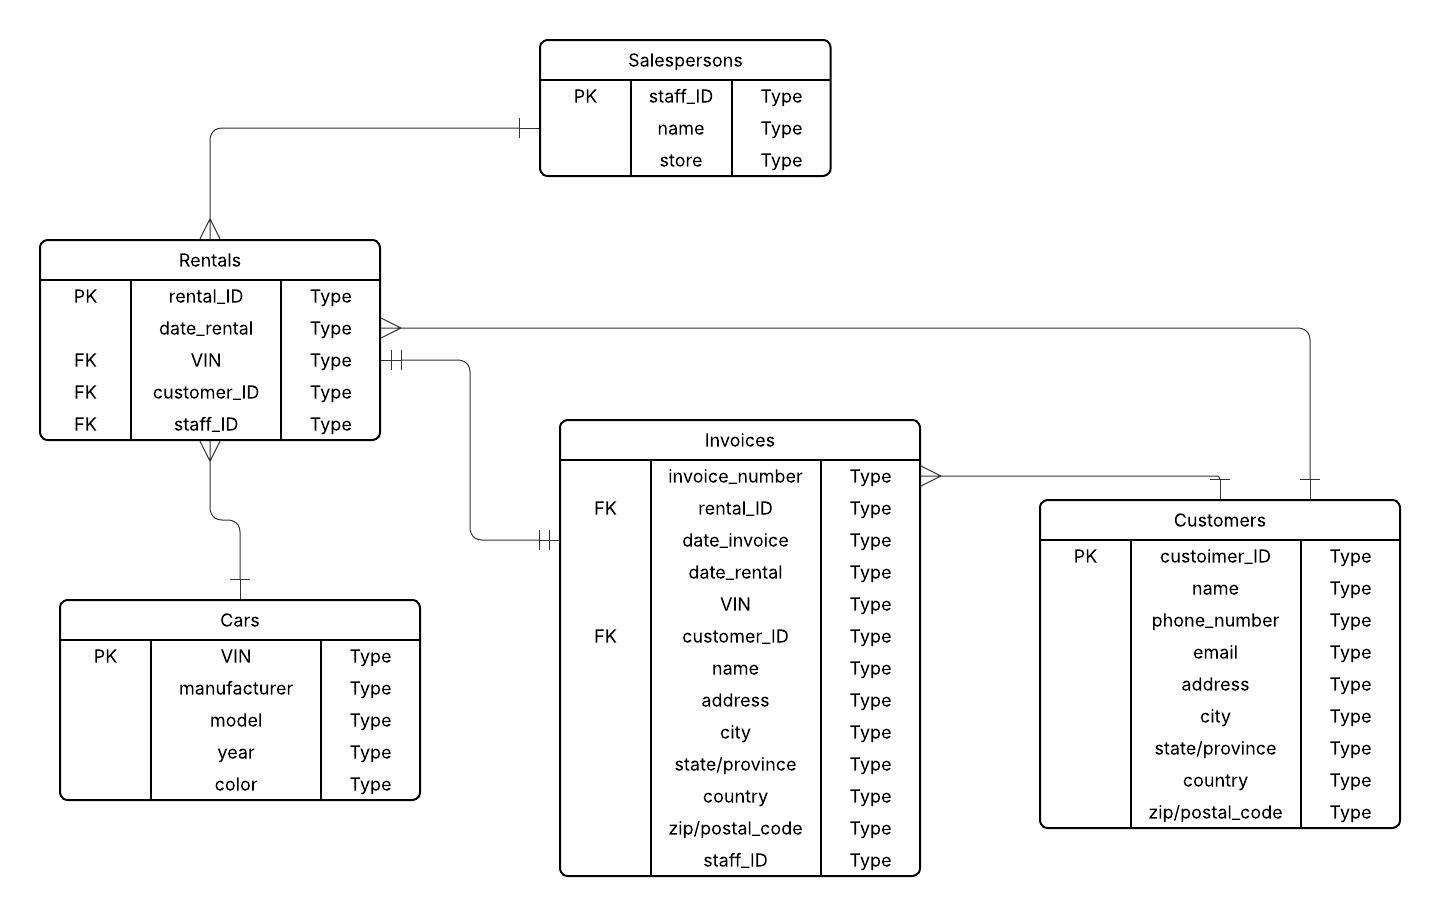 Salespersons
PK staff_ID Type
name Type
store Type
Rentals
PK rental_ID Type
date_rental Type
FK VIN Type
FK customer_ID Type
FK staff_ID Type
Invoices
invoice_number Type
FK rental_ID Type
date_invoice Type
date_rental Type
VIN Type
FK customer_ID Type
name Type
address Type
city Type
state/province Type
country Type
zip/postal_code Type
staff_ID Type
Customers
PK custoimer_ID Type
name Type
phone_number Type
email Type
address Type
city Type
state/province Type
country Type
zip/postal_code Type
Cars
PK VIN Type
manufacturer Type
model Type
year Type
color Type